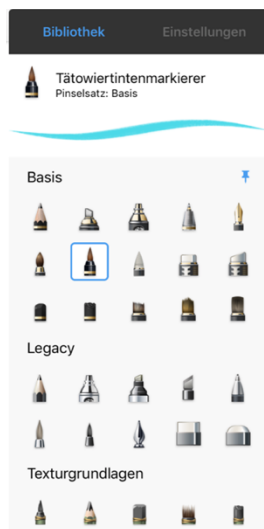 Bibliothek Einstellungen
Tätowiertintenmarkierer
Pinselsatz: Basis
Basis
Legacy
Texturgrundlagen